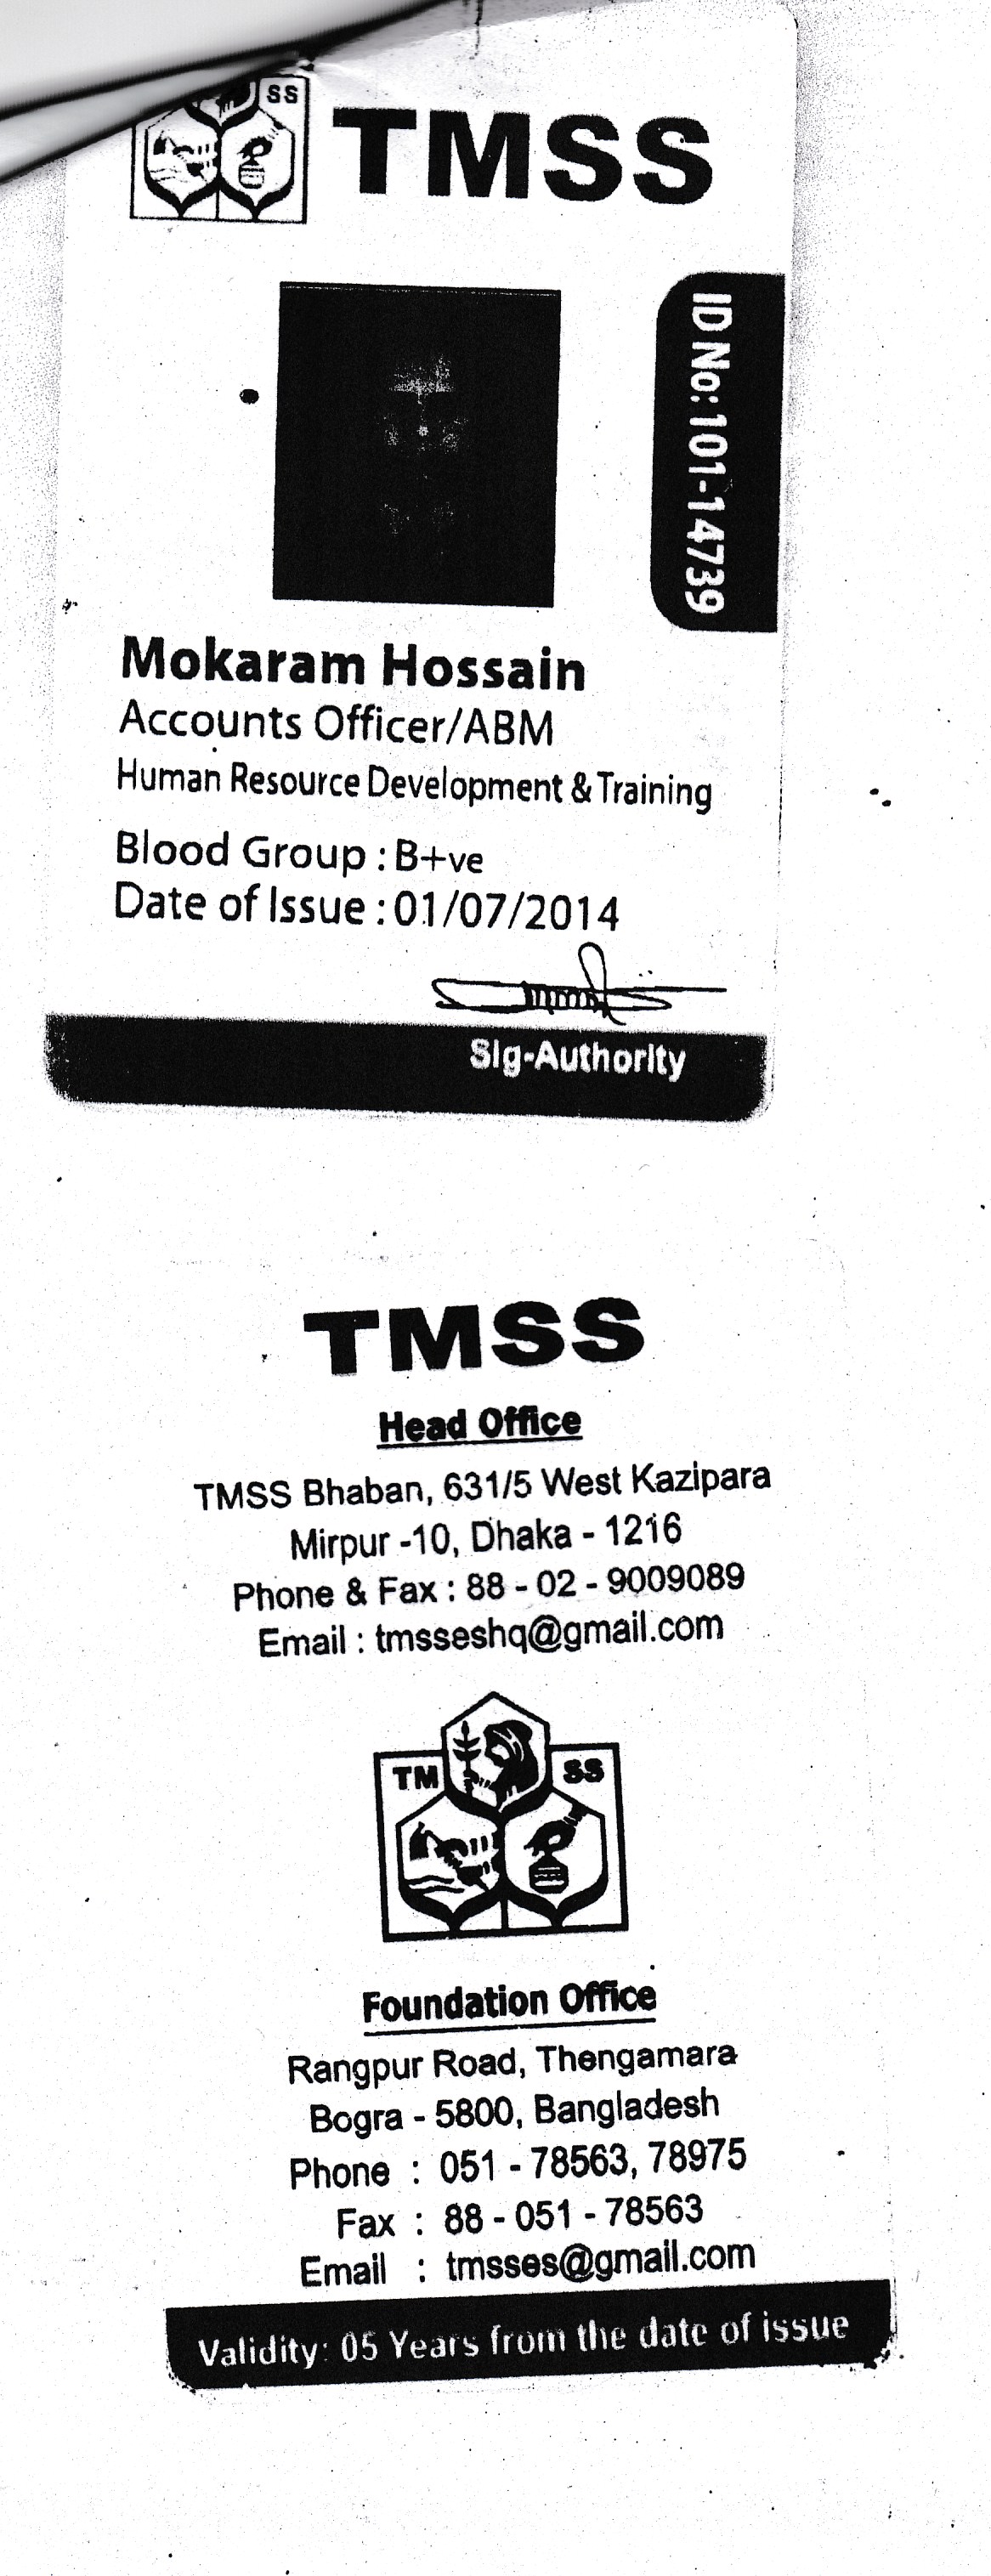 SS
TMSS
ID No:101-14739
Mokaram Hossain
Accounts Officer/ABM
Human Resource Development & Training
Blood Group : B+ve
Date of Issue : 01/07/2014
Sig-Authority
TMSS
Head Office
TMSS Bhaban, 631/5 West Kazipara
Mirpur -10, Dhaka - 1216
Phone & Fax : 88 - 02 - 9009089
Email : tmsseshq@gmail.com
TM SS
Foundation Office
Rangpur Road, Thengamara
Bogra - 5800, Bangladesh
Phone : 051 - 78563, 78975
Fax : 88 - 051 - 78563
Email : tmsses@gmail.com
Validity: 05 Years from the date of issue